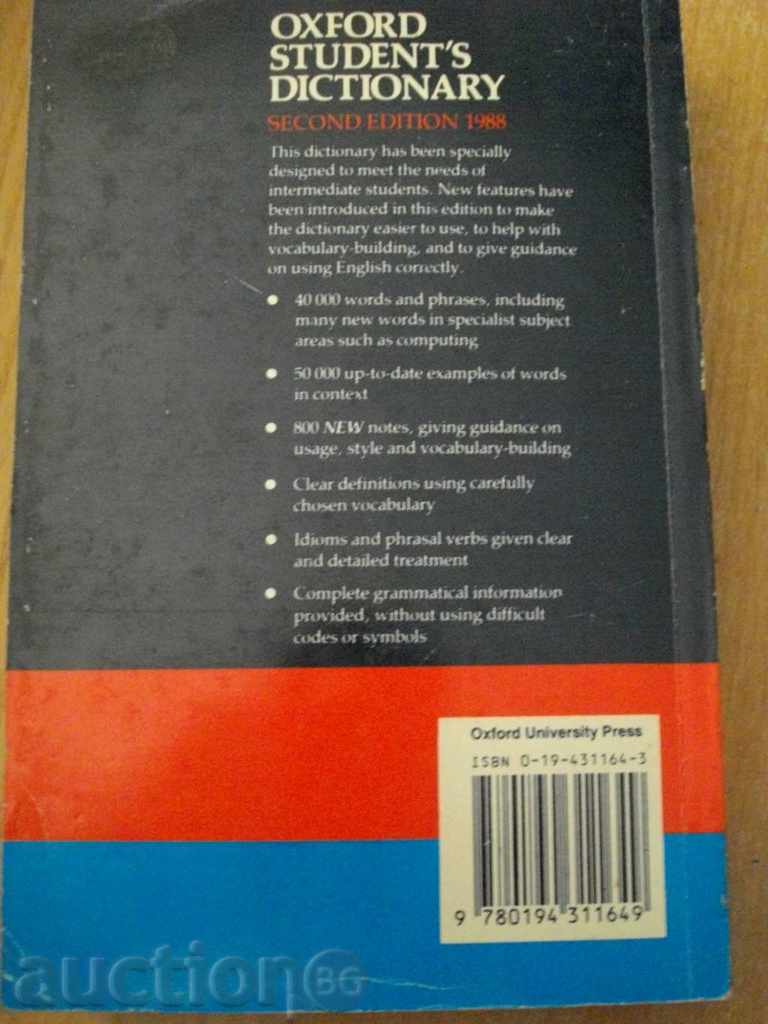 OXFORD
STUDENT'S
DICTIONARY
SECOND EDITION 1988
This dictionary has been specially
designed to meet the needs of
intermediate students. New features have
been introduced in this edition to make
the dictionary easier to use, to help with
vocabulary-building, and to give guidance
on using English correctly.
• 40 000 words and phrases, including
many new words in specialist subject
areas such as computing
• 50 000 up-to-date examples of words
in context
• 800 NEW notes, giving guidance on
usage, style and vocabulary-building
• Clear definitions using carefully
chosen vocabulary
• Idioms and phrasal verbs given clear
and detailed treatment
• Complete grammatical information
provided, without using difficult
codes or symbols
Oxford University Press
ISBN 0-19-431164-3
9 780194 311649
auction BG